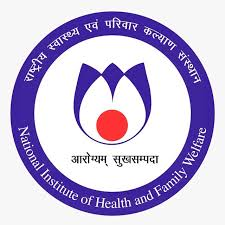 राष्ट्रीय स्वास्थ्य एवं परिवार कल्याण संस्थान
आरोग्यम् सुखसम्पदा
National Institute of Health and Family Welfare